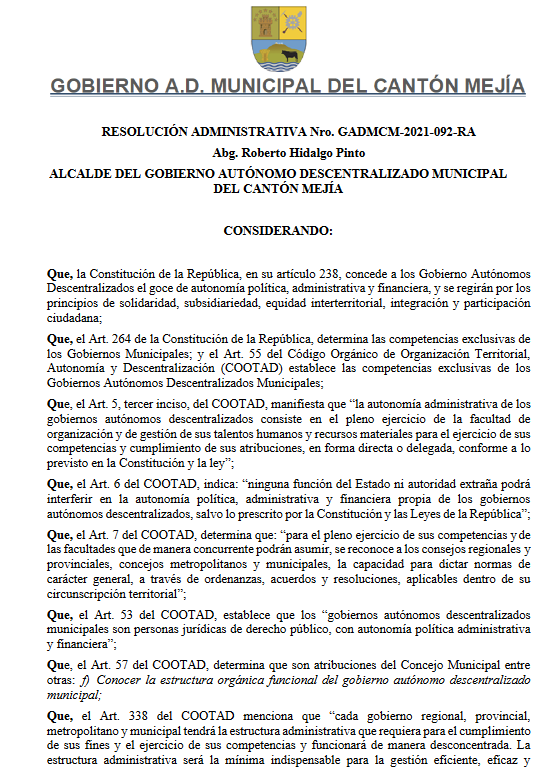 GOBIERNO A.D. MUNICIPAL DEL CANTÓN MEJÍA
RESOLUCIÓN ADMINISTRATIVA Nro. GADMCM-2021-092-RA
Abg. Roberto Hidalgo Pinto
ALCALDE DEL GOBIERNO AUTÓNOMO DESCENTRALIZADO MUNICIPAL
DEL CANTÓN MEJÍA
CONSIDERANDO:
Que, la Constitución de la República, en su artículo 238, concede a los Gobierno Autónomos
Descentralizados el goce de autonomía política, administrativa y financiera, y se regirán por los
principios de solidaridad, subsidiariedad, equidad interterritorial, integración y participación
ciudadana;
Que, el Art. 264 de la Constitución de la República, determina las competencias exclusivas de
los Gobiernos Municipales; y el Art. 55 del Código Orgánico de Organización Territorial,
Autonomía y Descentralización (COOTAD) establece las competencias exclusivas de los
Gobiernos Autónomos Descentralizados Municipales;
Que, el Art. 5, tercer inciso, del COOTAD, manifiesta que “la autonomía administrativa de los
gobiernos autónomos descentralizados consiste en el pleno ejercicio de la facultad de
organización y de gestión de sus talentos humanos y recursos materiales para el ejercicio de sus
competencias y cumplimiento de sus atribuciones, en forma directa o delegada, conforme a lo
previsto en la Constitución y la ley”;
Que, el Art. 6 del COOTAD, indica: “ninguna función del Estado ni autoridad extraña podrá
interferir en la autonomía política, administrativa y financiera propia de los gobiernos
autónomos descentralizados, salvo lo prescrito por la Constitución y las Leyes de la República”;
Que, el Art. 7 del COOTAD, determina que: “para el pleno ejercicio de sus competencias y de
las facultades que de manera concurrente podrán asumir, se reconoce a los consejos regionales y
provinciales, concejos metropolitanos y municipales, la capacidad para dictar normas de
carácter general, a través de ordenanzas, acuerdos y resoluciones, aplicables dentro de su
circunscripción territorial”;
Que, el Art. 53 del COOTAD, establece que los “gobiernos autónomos descentralizados
municipales son personas jurídicas de derecho público, con autonomía política administrativa
y financiera”;
Que, el Art. 57 del COOTAD, determina que son atribuciones del Concejo Municipal entre
otras: f) Conocer la estructura orgánica funcional del gobierno autónomo descentralizado
municipal;
Que, el Art. 338 del COOTAD menciona que “cada gobierno regional, provincial,
metropolitano y municipal tendrá la estructura administrativa que requiera para el cumplimiento
de sus fines y el ejercicio de sus competencias y funcionará de manera desconcentrada. La
estructura administrativa será la mínima indispensable para la gestión eficiente, eficaz y